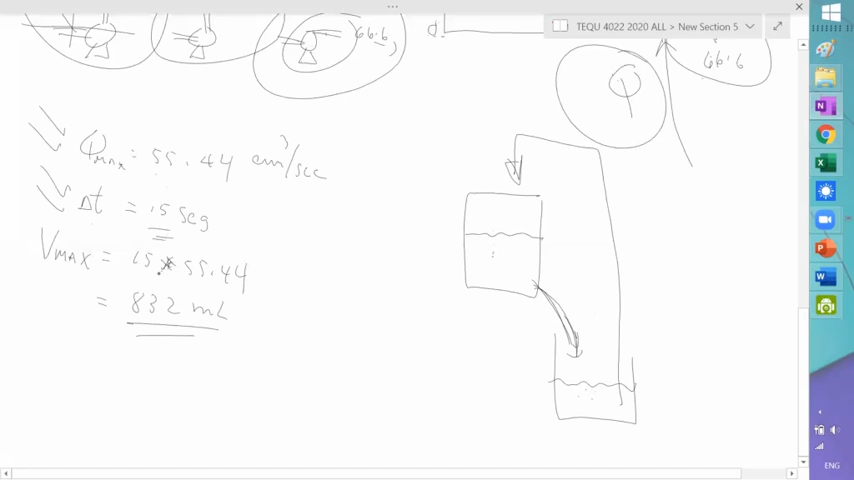 TEQU 4022 2020 ALL > New Section 5
66.6
66.6
Φmax = 55.44 cm³/sec
Δt = 15 seg
VMAX = 15 * 55.44
= 832 mL
ENG